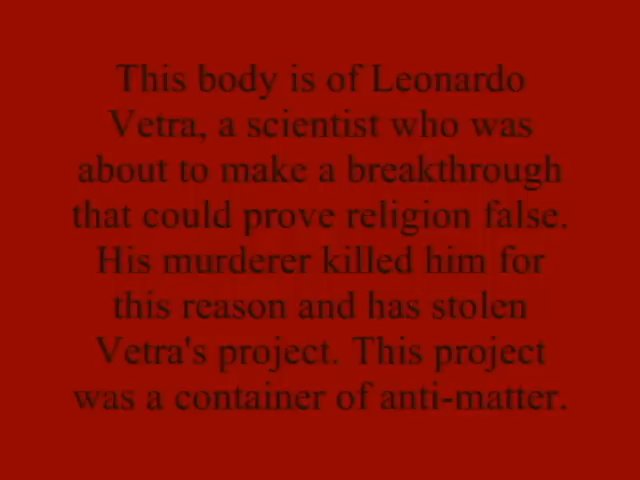 This body is of Leonardo
Vetra, a scientist who was
about to make a breakthrough
that could prove religion false.
His murderer killed him for
this reason and has stolen
Vetra's project. This project
was a container of anti-matter.